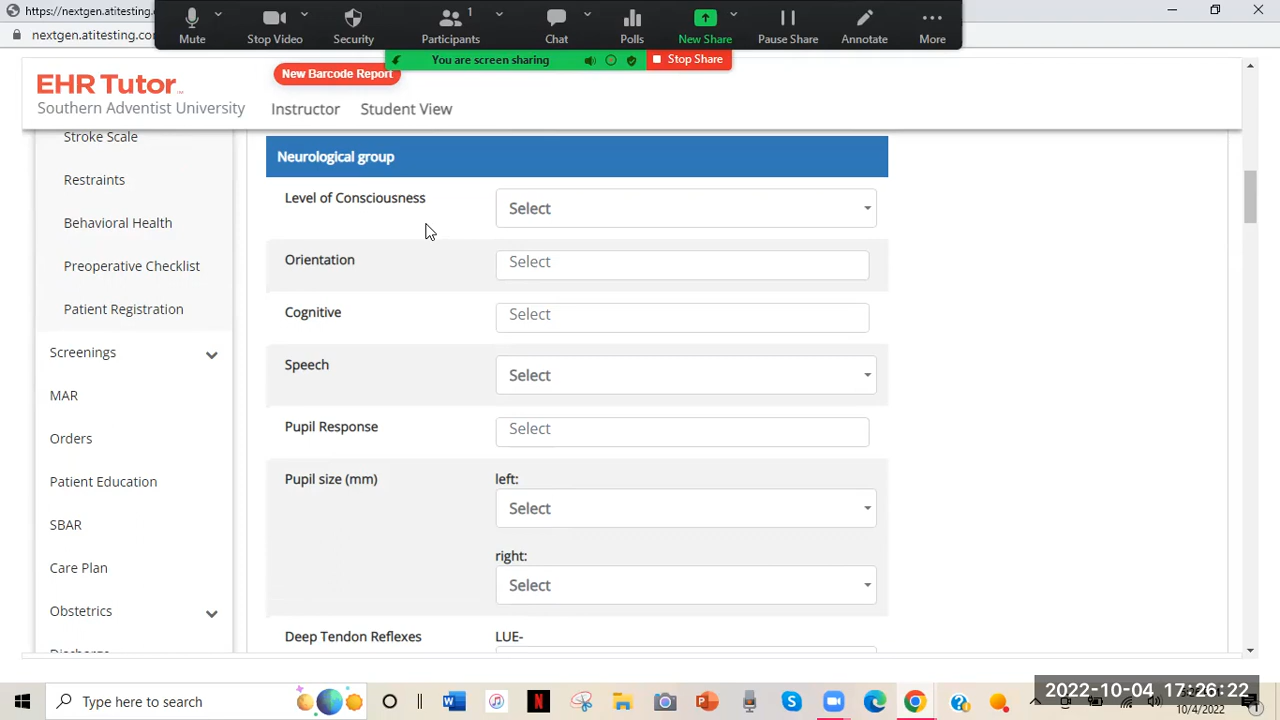 https://nextgen.atitesting.co
nextgen.atitesting.co
Mute
Stop Video
Security
1
Participants
Chat
Polls
New Share
Pause Share
Annotate
More
You are screen sharing
Stop Share
New Barcode Report
EHR Tutor
Southern Adventist University
Instructor
Student View
Stroke Scale
Restraints
Behavioral Health
Preoperative Checklist
Patient Registration
Screenings
MAR
Orders
Patient Education
SBAR
Care Plan
Obstetrics
Neurological group
Level of Consciousness
Select
Orientation
Select
Cognitive
Select
Speech
Select
Pupil Response
Select
Pupil size (mm)
left:
Select
right:
Select
Deep Tendon Reflexes
LUE-
Type here to search
2022-10-04 17:26:22
10/4/2022